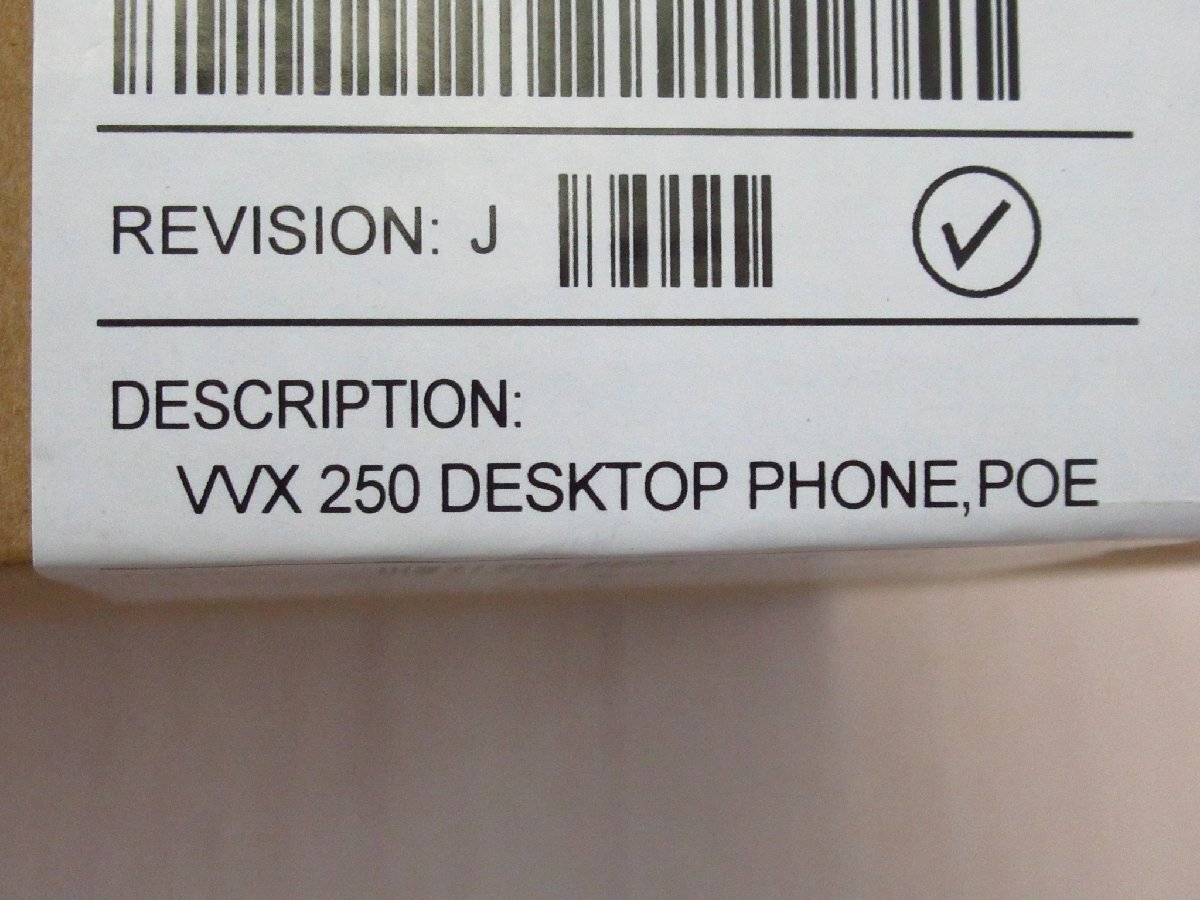 REVISION: J
DESCRIPTION:
VVX 250 DESKTOP PHONE,POE